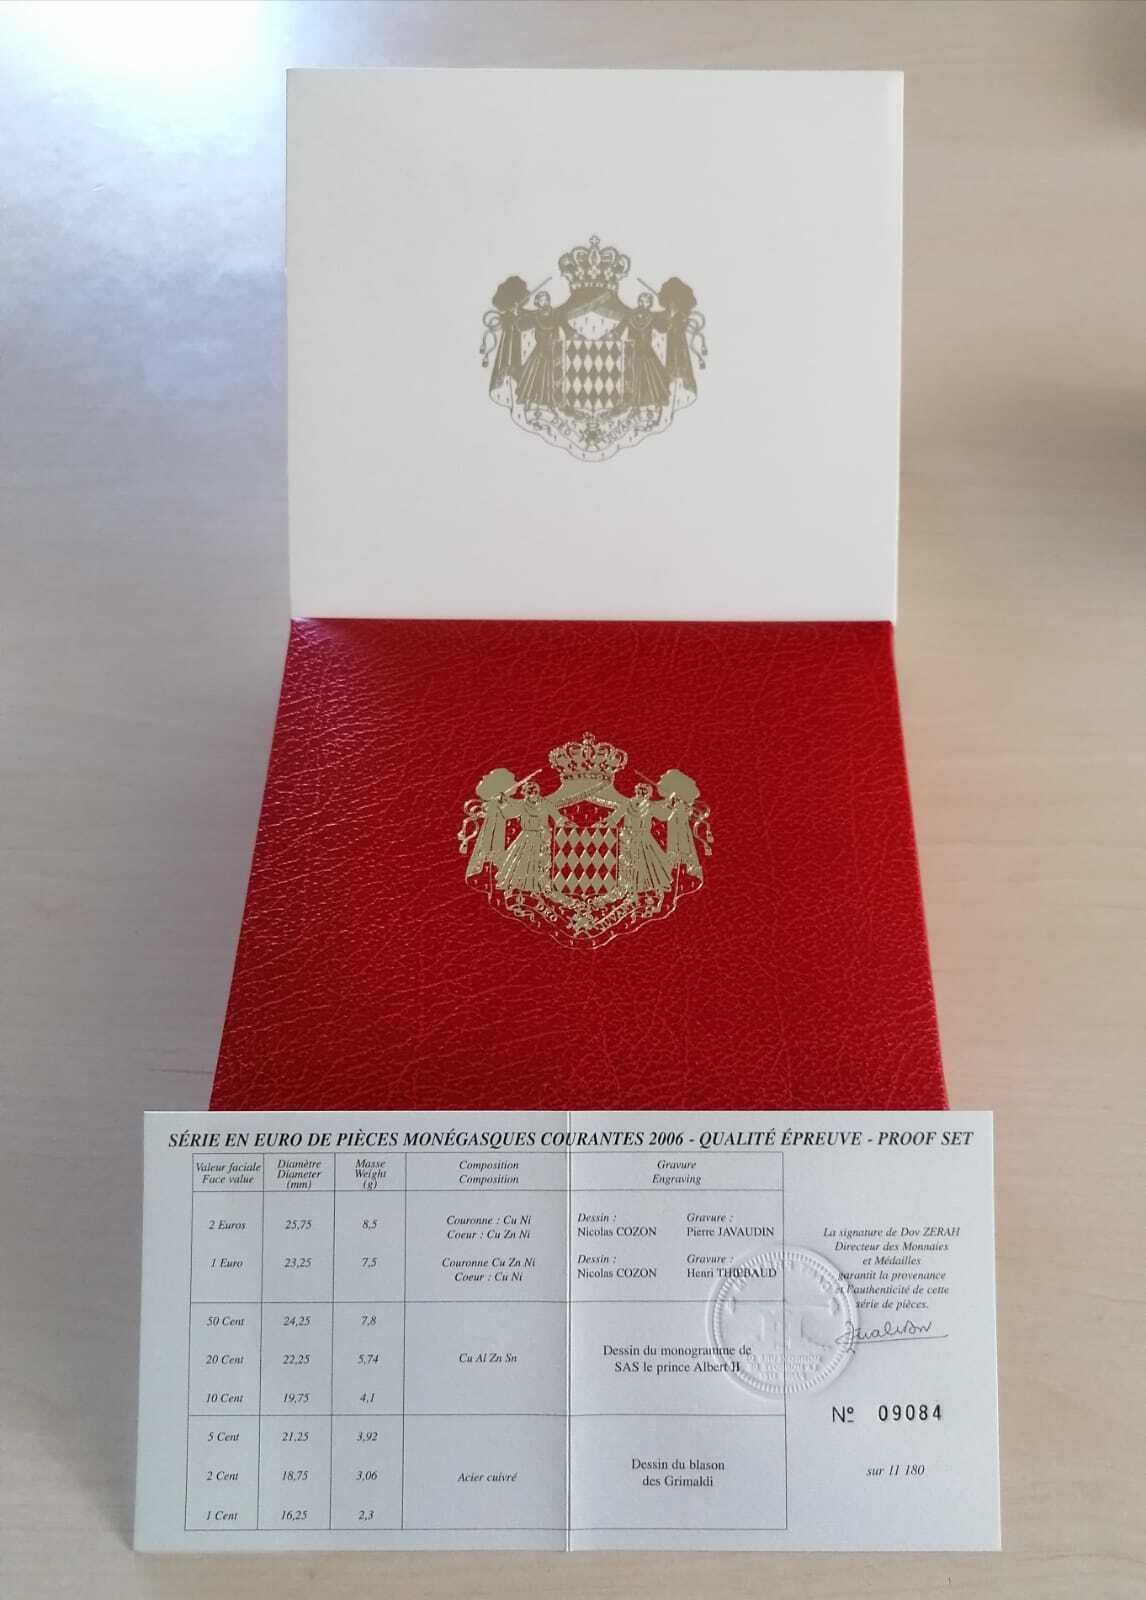 DEO JUVANTE
DEO JUVANTE
SÉRIE EN EURO DE PIÈCES MONÉGASQUES COURANTES 2006 - QUALITÉ ÉPREUVE - PROOF SET
Valeur faciale Diamètre Masse Composition Gravure
Face value Diameter Weight Composition Engraving
(mm) (g)
2 Euros 25,75 8,5 Couronne : Cu Ni Dessin : Gravure :
Coeur : Cu Zn Ni Nicolas COZON Pierre JAVAUDIN
1 Euro 23,25 7,5 Couronne Cu Zn Ni Dessin : Gravure :
Coeur : Cu Ni Nicolas COZON Henri THIEBAUD
50 Cent 24,25 7,8
20 Cent 22,25 5,74 Cu Al Zn Sn Dessin du monogramme de
SAS le prince Albert II
10 Cent 19,75 4,1
5 Cent 21,25 3,92
2 Cent 18,75 3,06 Acier cuivré Dessin du blason
des Grimaldi
1 Cent 16,25 2,3
La signature de Dov ZERAH
Directeur des Monnaies
et Médailles
garantit la provenance
et l'authenticité de cette
série de pièces.
Nº 09084
sur 11 180